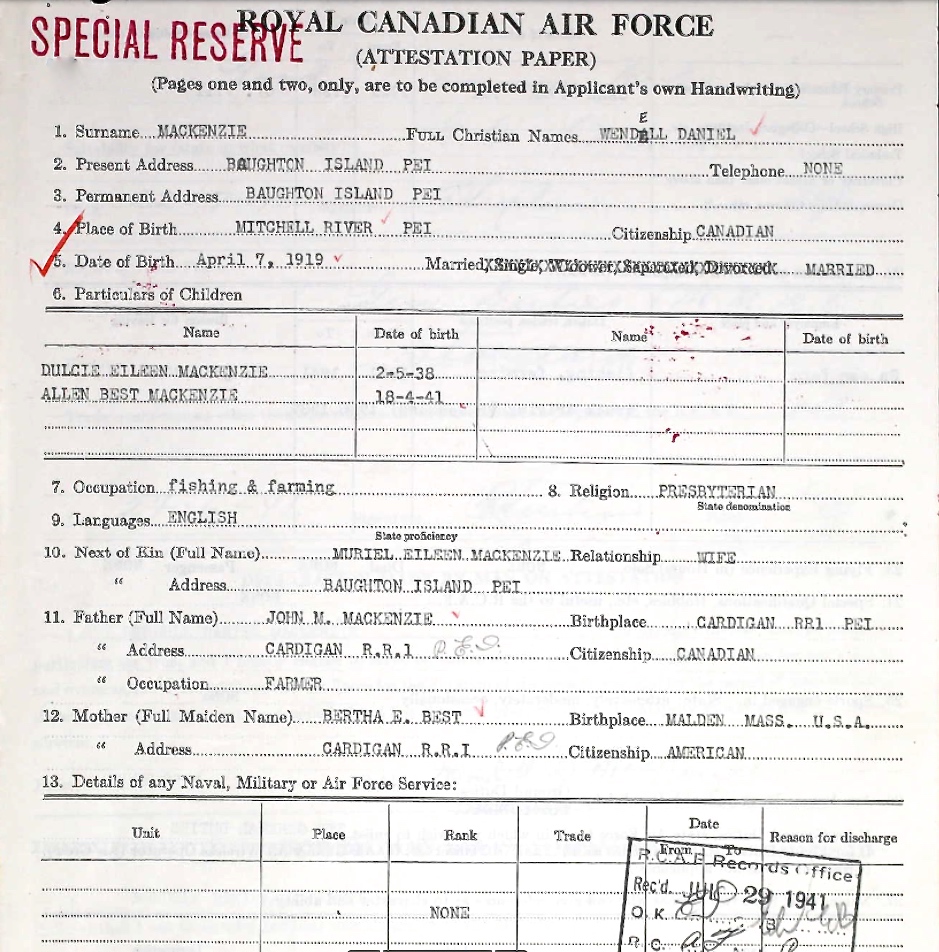 ROYAL CANADIAN AIR FORCE
SPECIAL RESERVE
(ATTESTATION PAPER)
(Pages one and two, only, are to be completed in Applicant's own Handwriting)
1. Surname MACKENZIE FULL Christian Names WENDELL DANIEL
2. Present Address BAUGHTON ISLAND PEI Telephone NONE
3. Permanent Address BAUGHTON ISLAND PEI
4. Place of Birth MITCHELL RIVER PEI Citizenship CANADIAN
5. Date of Birth April 7, 1919 Married, Single, Widower, Separated, Divorced. MARRIED
6. Particulars of Children
Name Date of birth Name Date of birth
DULCIE EILEEN MACKENZIE 2-5-38
ALLEN BEST MACKENZIE 18-4-41
7. Occupation fishing & farming 8. Religion PRESBYTERIAN
State denomination
9. Languages ENGLISH
State proficiency
10. Next of Kin (Full Name) MURIEL EILEEN MACKENZIE Relationship WIFE
" Address BAUGHTON ISLAND PEI
11. Father (Full Name) JOHN M. MACKENZIE Birthplace CARDIGAN RR1 PEI
" Address CARDIGAN R.R.1 P.E.I. Citizenship CANADIAN
" Occupation FARMER
12. Mother (Full Maiden Name) BERTHA E. BEST Birthplace MALDEN MASS. U.S.A.
" Address CARDIGAN R.R.I P.E.I Citizenship AMERICAN
13. Details of any Naval, Military or Air Force Service:
Unit Place Rank Trade Date Reason for discharge
From To
R.C.A.F. Records Office
Rec'd. 29 1941
NONE
O. K.
R. C.